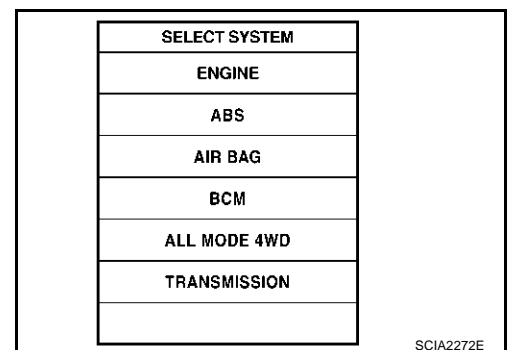 SELECT SYSTEM
ENGINE
ABS
AIR BAG
BCM
ALL MODE 4WD
TRANSMISSION
SCIA2272E